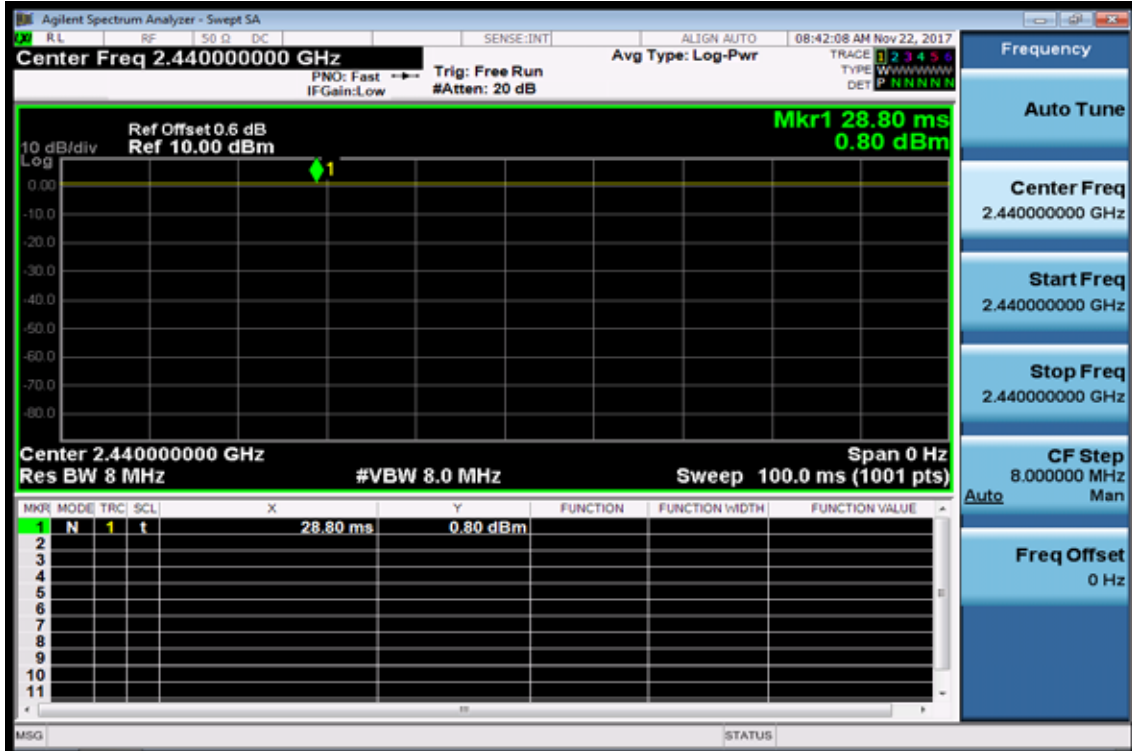 Agilent Spectrum Analyzer - Swept SA
RL RF 50 Ω DC SENSE:INT ALIGN AUTO 08:42:08 AM Nov 22, 2017
Center Freq 2.440000000 GHz
PNO: Fast
IFGain:Low
Trig: Free Run
#Atten: 20 dB
Avg Type: Log-Pwr
TRACE 1 2 3 4 5 6
TYPE WWWWWW
DET P N N N N N
Ref Offset 0.6 dB
10 dB/div Ref 10.00 dBm
Log
Mkr1 28.80 ms
0.80 dBm
1
0.00
-10.0
-20.0
-30.0
-40.0
-50.0
-60.0
-70.0
-80.0
Center 2.440000000 GHz Span 0 Hz
Res BW 8 MHz #VBW 8.0 MHz Sweep 100.0 ms (1001 pts)
MKR MODE TRC SCL X Y FUNCTION FUNCTION WIDTH FUNCTION VALUE
1 N 1 t 28.80 ms 0.80 dBm
2
3
4
5
6
7
8
9
10
11
MSG STATUS
Frequency
Auto Tune
Center Freq
2.440000000 GHz
Start Freq
2.440000000 GHz
Stop Freq
2.440000000 GHz
CF Step
8.000000 MHz
Auto Man
Freq Offset
0 Hz